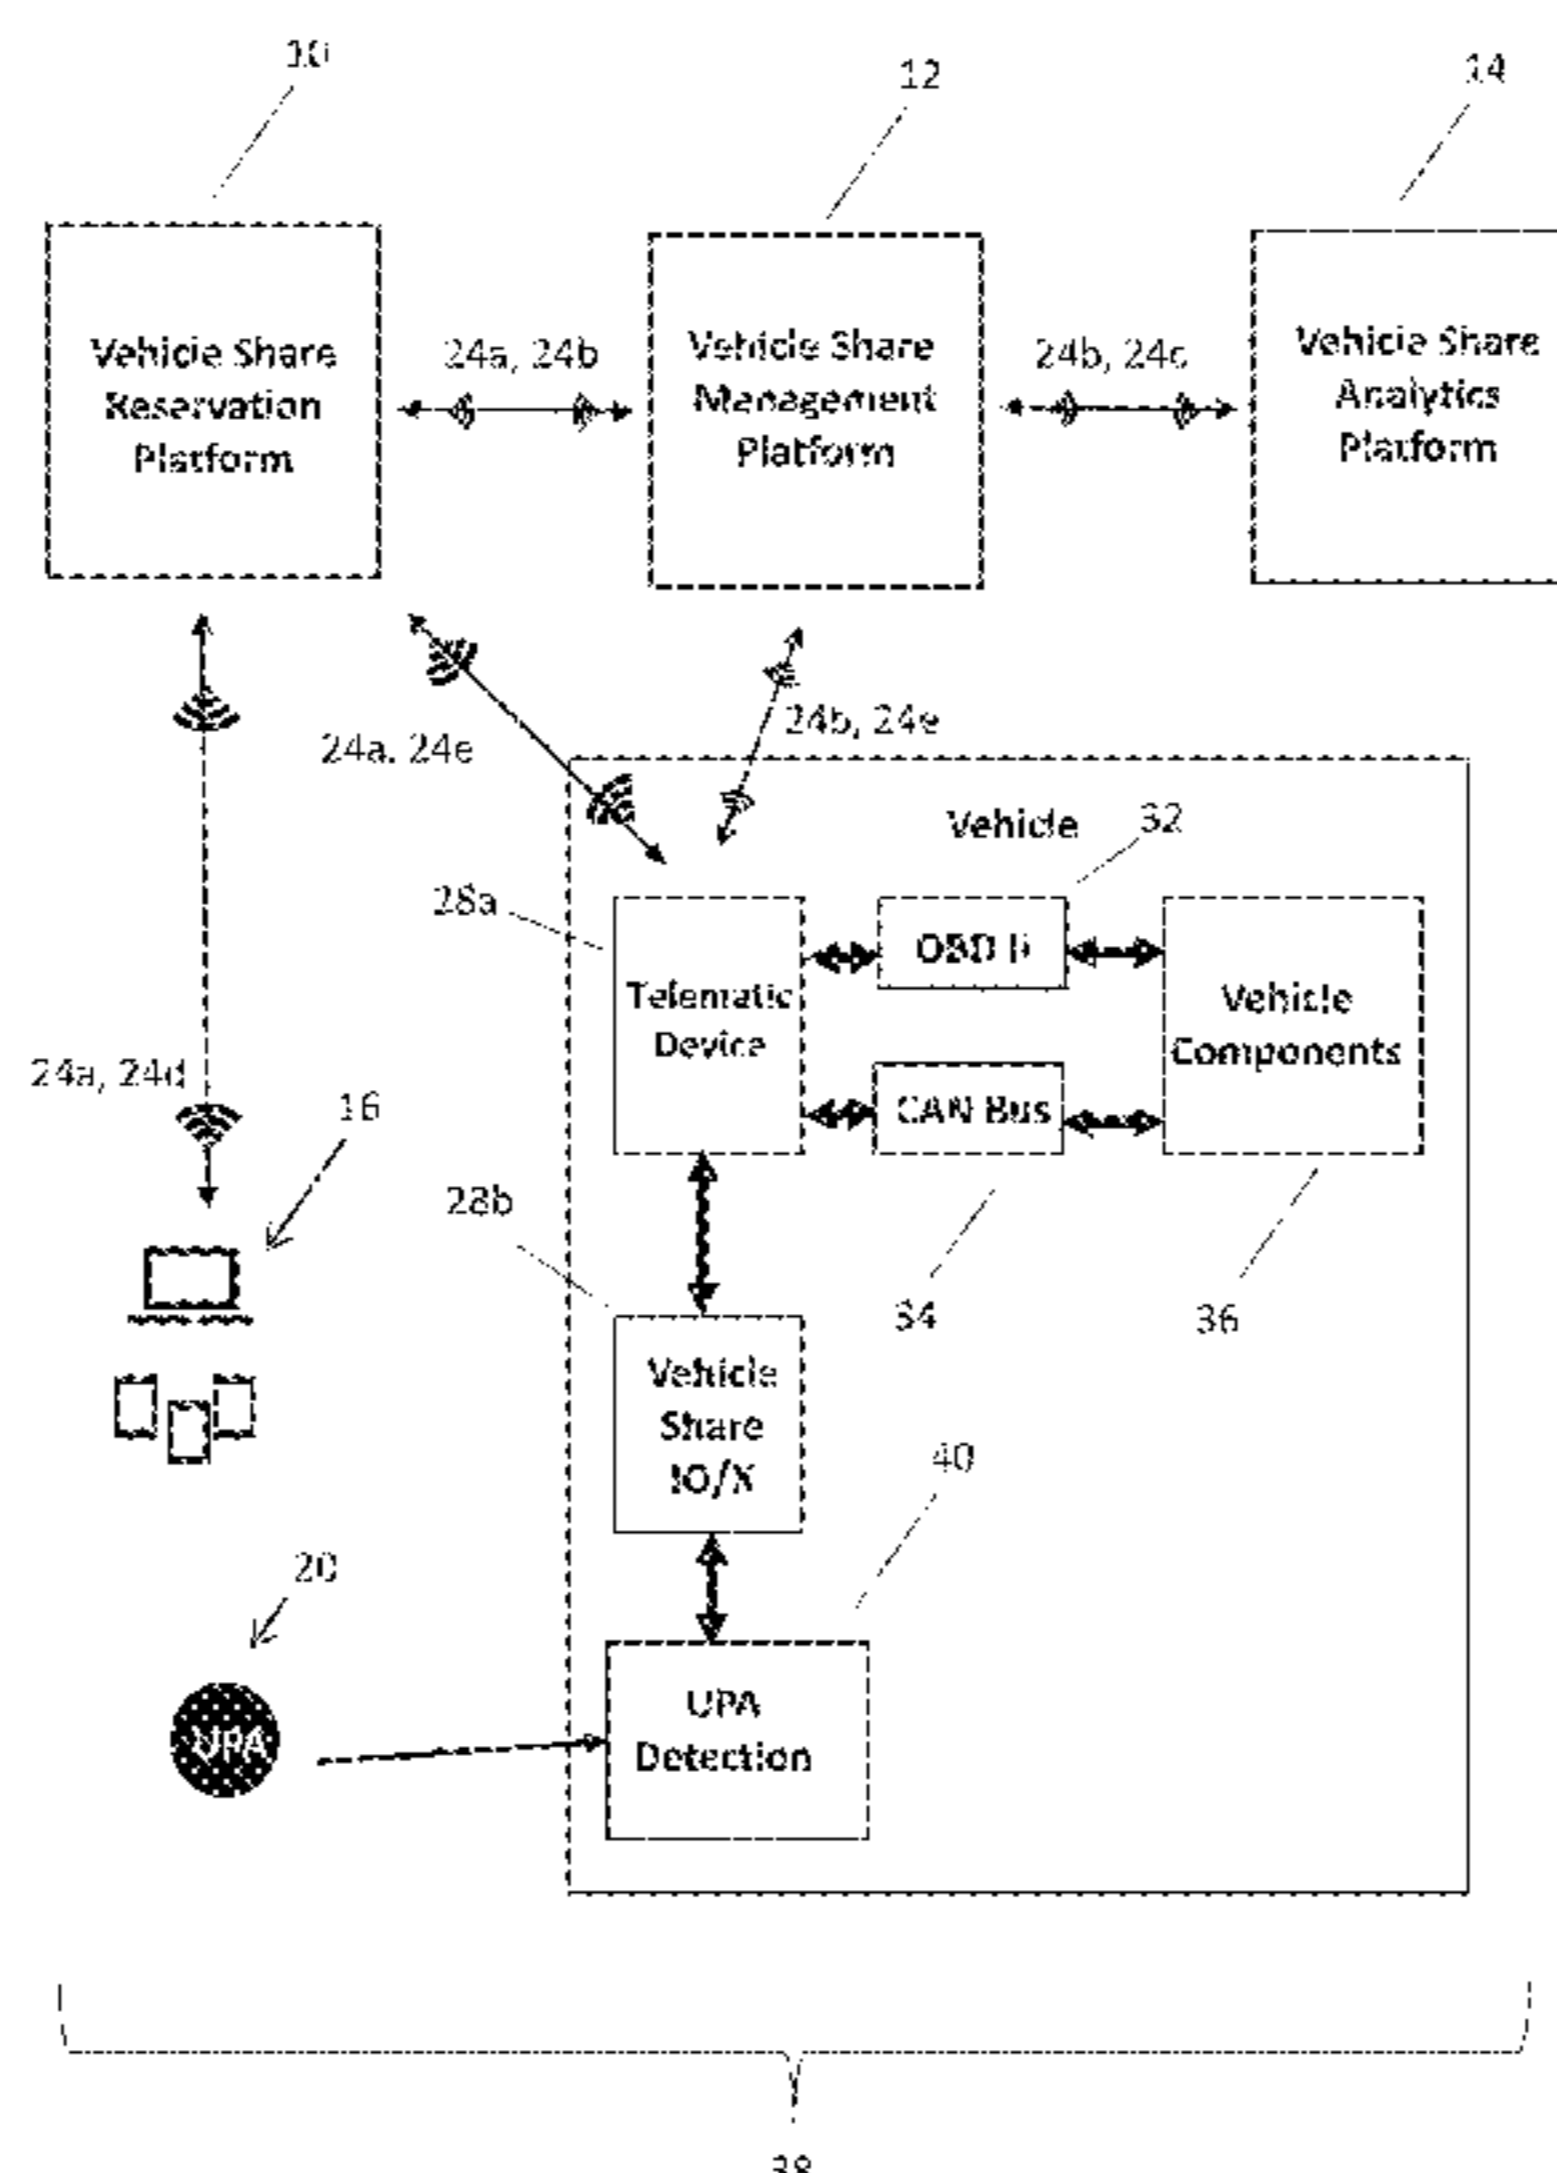 10
12
14
Vehicle Share
Reservation
Platform
24a, 24b
Vehicle Share
Management
Platform
24b, 24c
Vehicle Share
Analytics
Platform
24a, 24e
24b, 24e
Vehicle
32
28a
Telematic
Device
OBD II
CAN Bus
Vehicle
Components
24a, 24d
16
28b
34
36
Vehicle
Share
IO/X
40
20
UPA
UPA
Detection
38